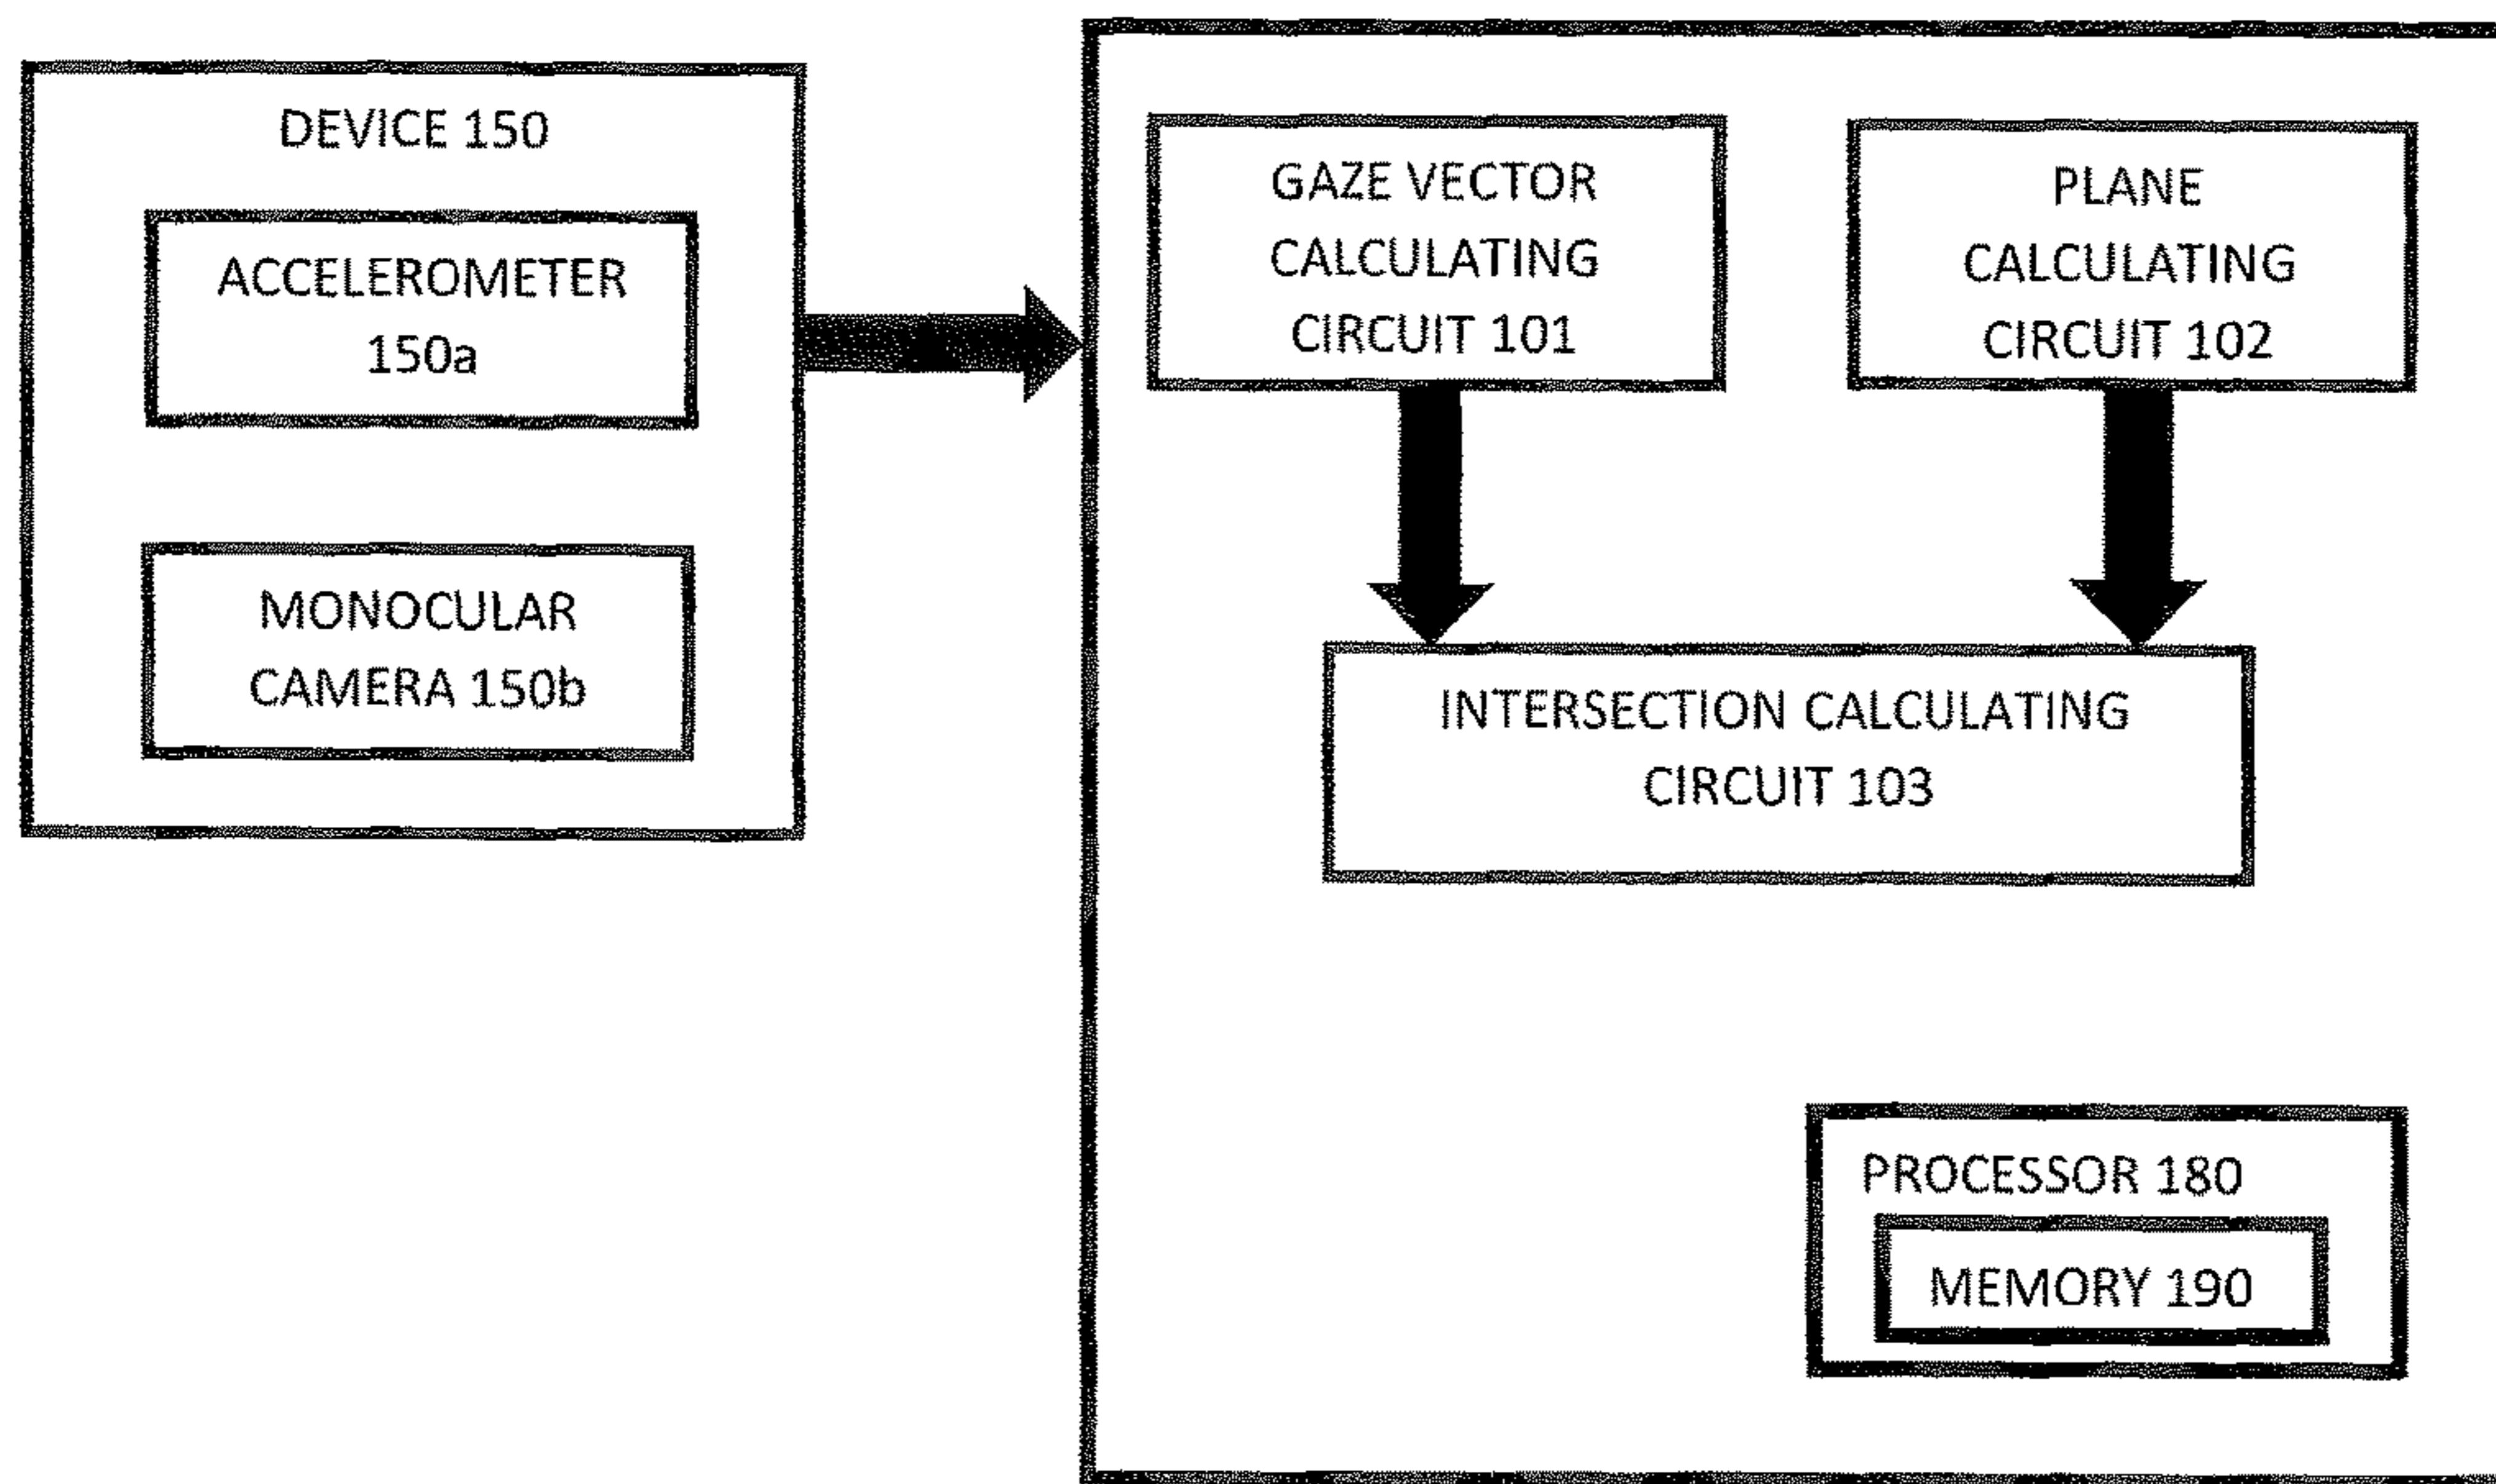 DEVICE 150
ACCELEROMETER
150a
MONOCULAR
CAMERA 150b
GAZE VECTOR
CALCULATING
CIRCUIT 101
PLANE
CALCULATING
CIRCUIT 102
INTERSECTION CALCULATING
CIRCUIT 103
PROCESSOR 180
MEMORY 190